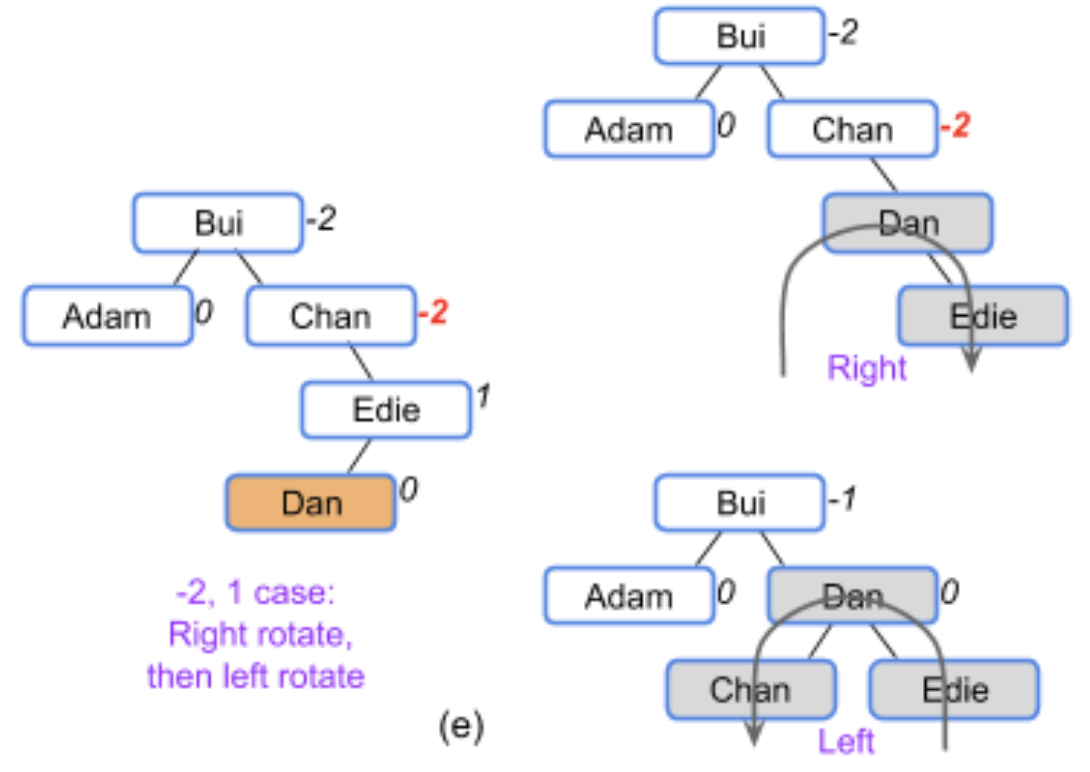 Bui -2
Adam 0 Chan -2
Edie 1
Dan 0
-2, 1 case:
Right rotate,
then left rotate
(e)
Bui -2
Adam 0 Chan -2
Dan
Edie
Right
Bui -1
Adam 0 Dan 0
Chan Edie
Left